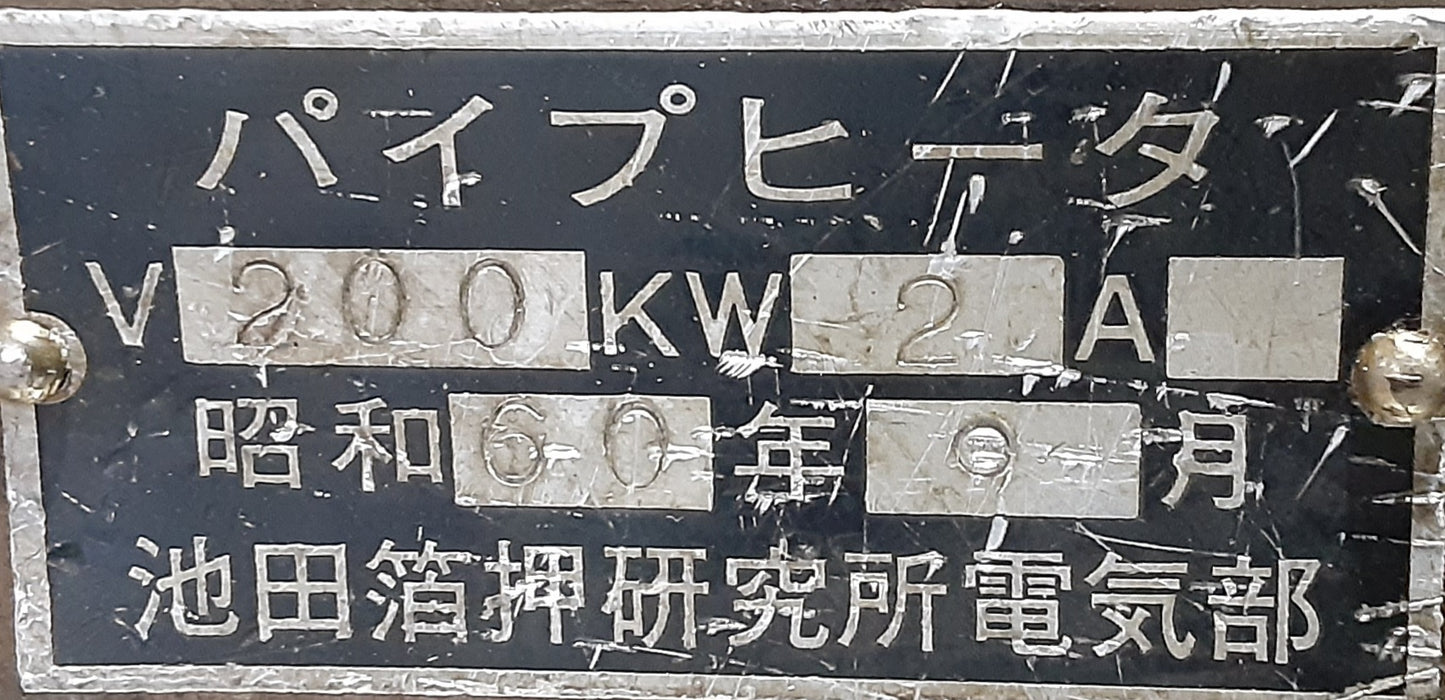 パイプヒータ
V 200 KW 2 A
昭和 60 年 9 月
池田箔押研究所電気部